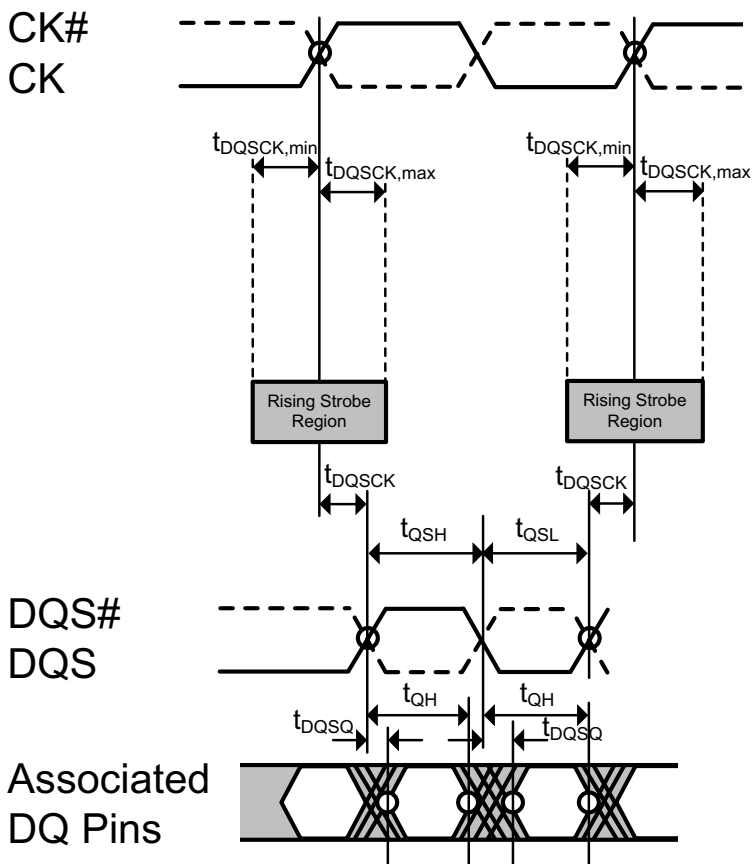 CK#
CK
tDQSCK,min
tDQSCK,max
tDQSCK,min
tDQSCK,max
Rising Strobe
Region
Rising Strobe
Region
tDQSCK
tDQSCK
tQSH
tQSL
DQS#
DQS
tQH
tQH
tDQSQ
tDQSQ
Associated
DQ Pins